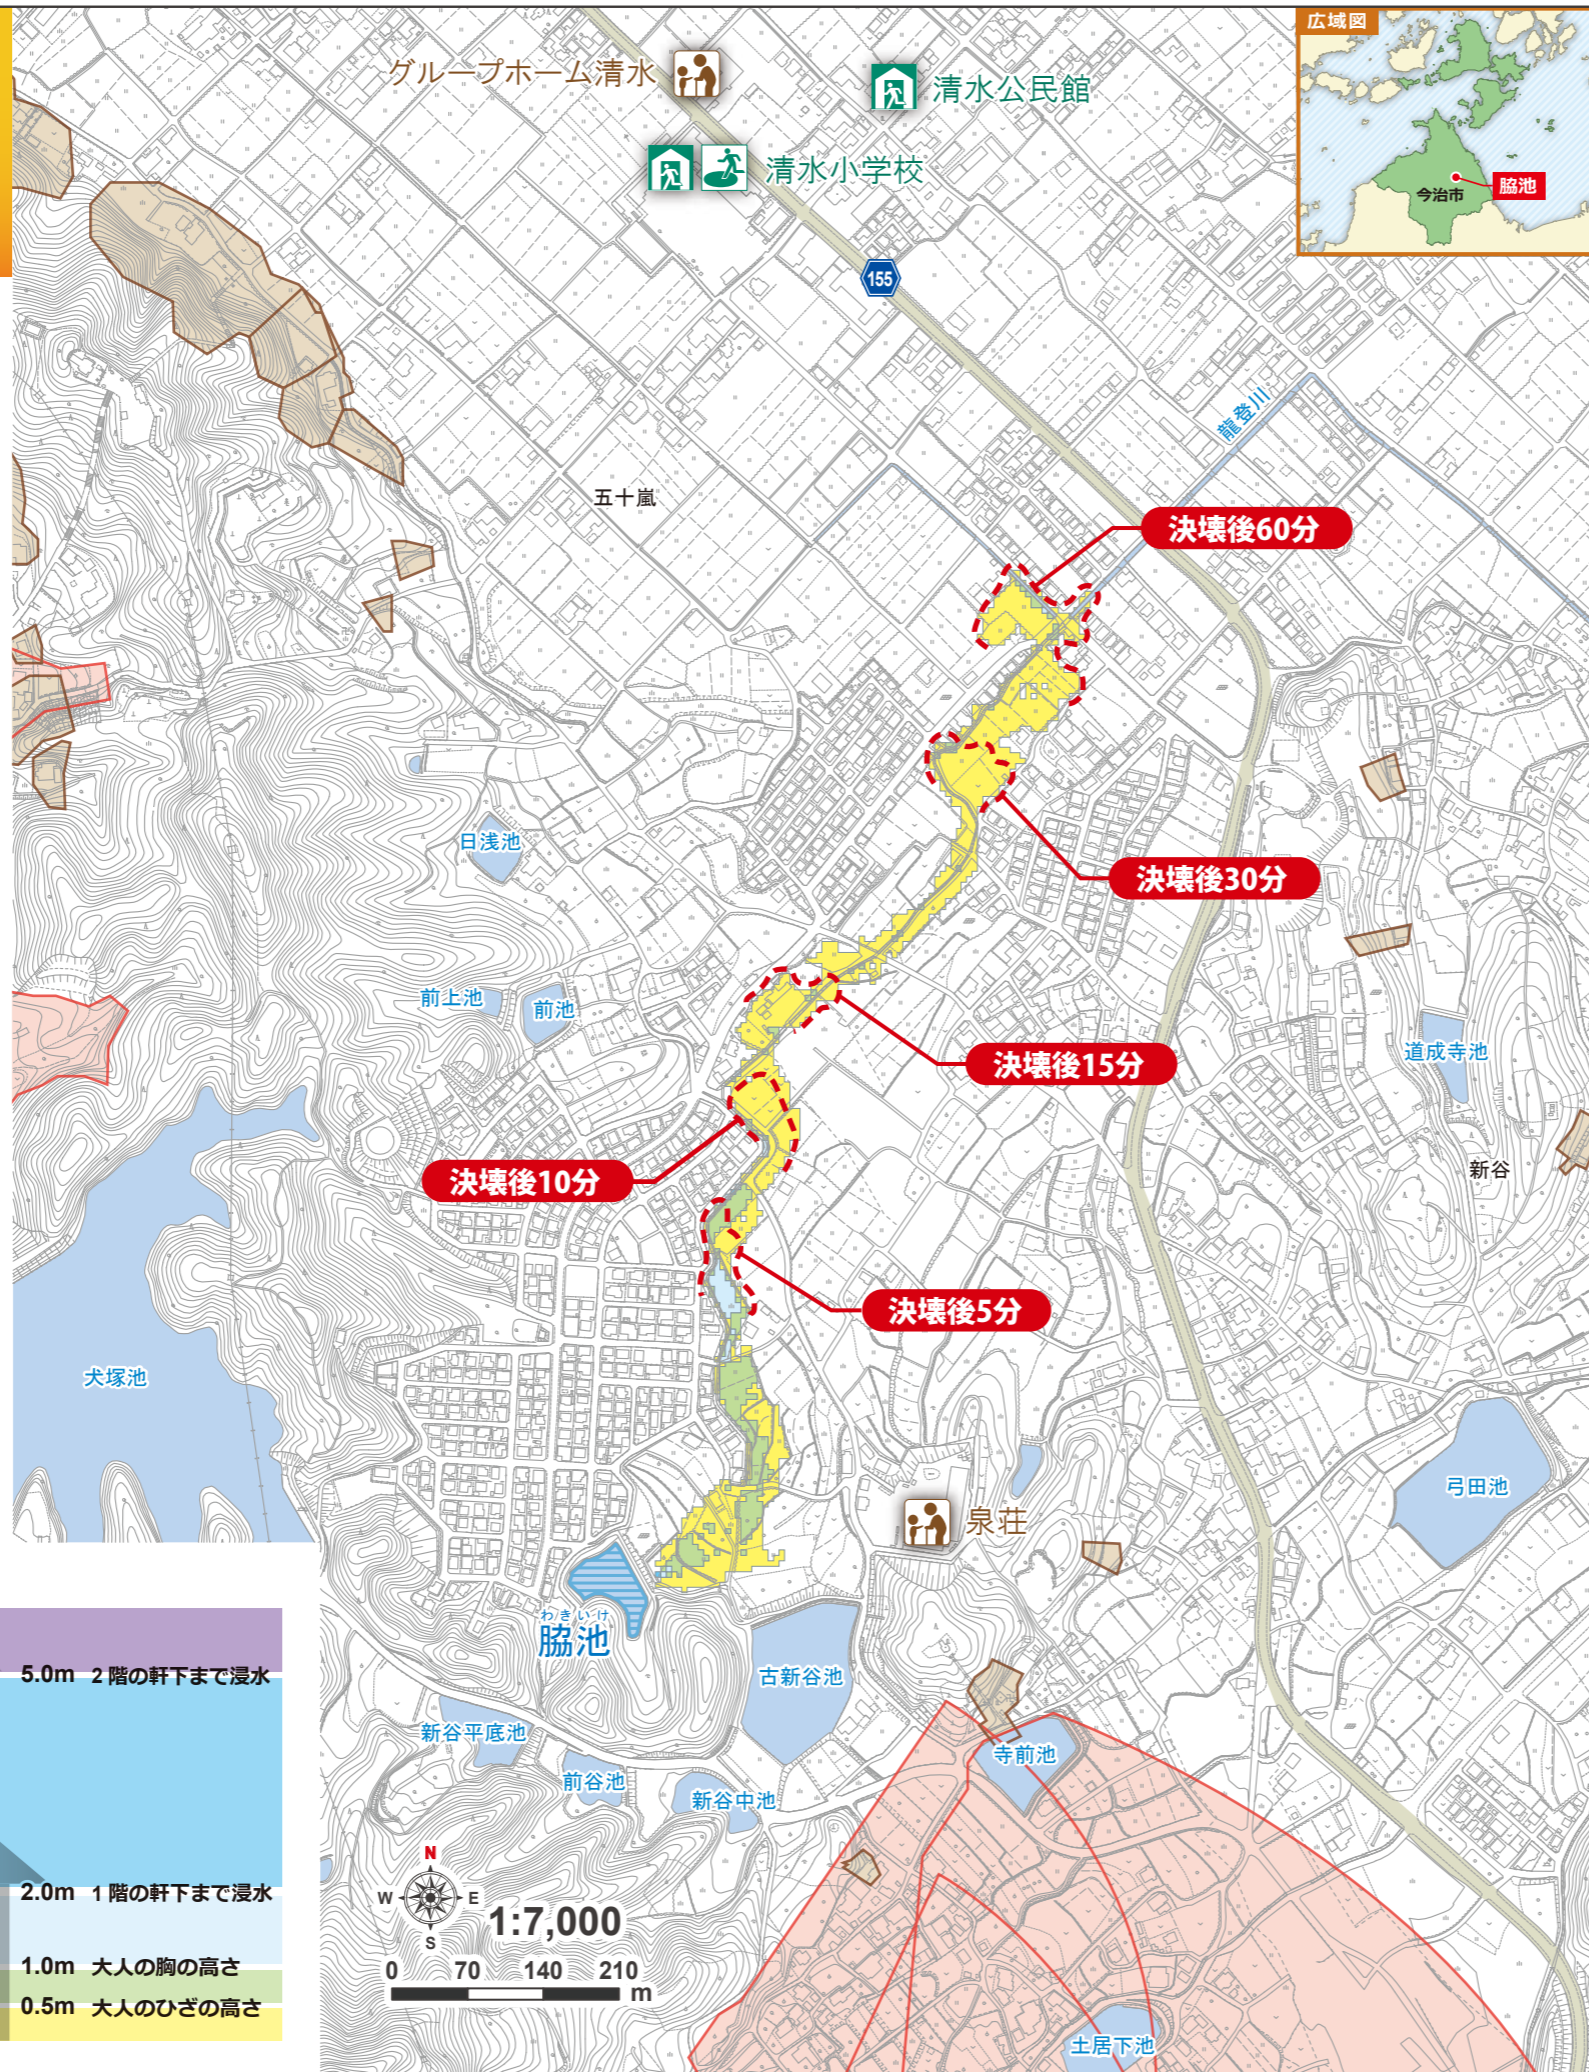 広域図
今治市
脇池
グループホーム清水
清水公民館
清水小学校
155
龍登川
五十嵐
決壊後60分
日浅池
決壊後30分
前上池
前池
決壊後15分
道成寺池
新谷
決壊後10分
決壊後5分
犬塚池
弓田池
泉荘
わきいけ
脇池
古新谷池
新谷平底池
前谷池
新谷中池
寺前池
土居下池
5.0m 2階の軒下まで浸水
2.0m 1階の軒下まで浸水
1.0m 大人の胸の高さ
0.5m 大人のひざの高さ
N
W E
S
1:7,000
0 70 140 210
m